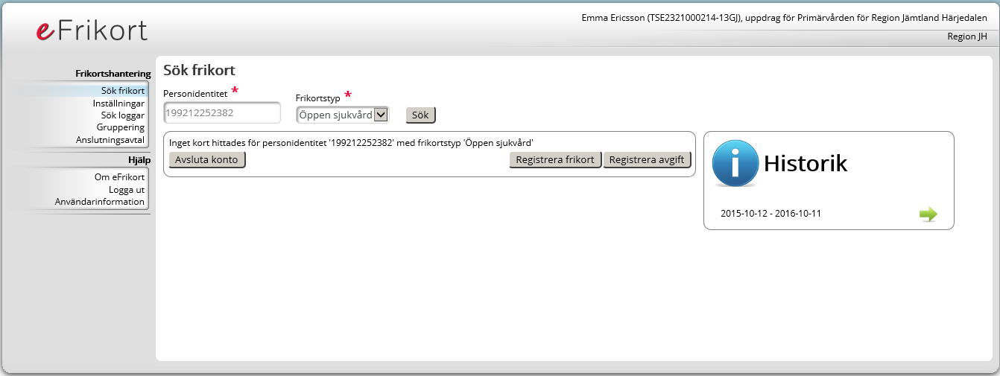 eFrikort
Emma Ericsson (TSE2321000214-13GJ), uppdrag för Primärvården för Region Jämtland Härjedalen
Region JH
Frikortshantering
Sök frikort
Inställningar
Sök loggar
Gruppering
Anslutningsavtal
Hjälp
Om eFrikort
Logga ut
Användarinformation
Sök frikort
Personidentitet *
Frikortstyp *
199212252382
Öppen sjukvård
Sök
Inget kort hittades för personidentitet '199212252382' med frikortstyp 'Öppen sjukvård'
Avsluta konto
Registrera frikort
Registrera avgift
i Historik
2015-10-12 - 2016-10-11